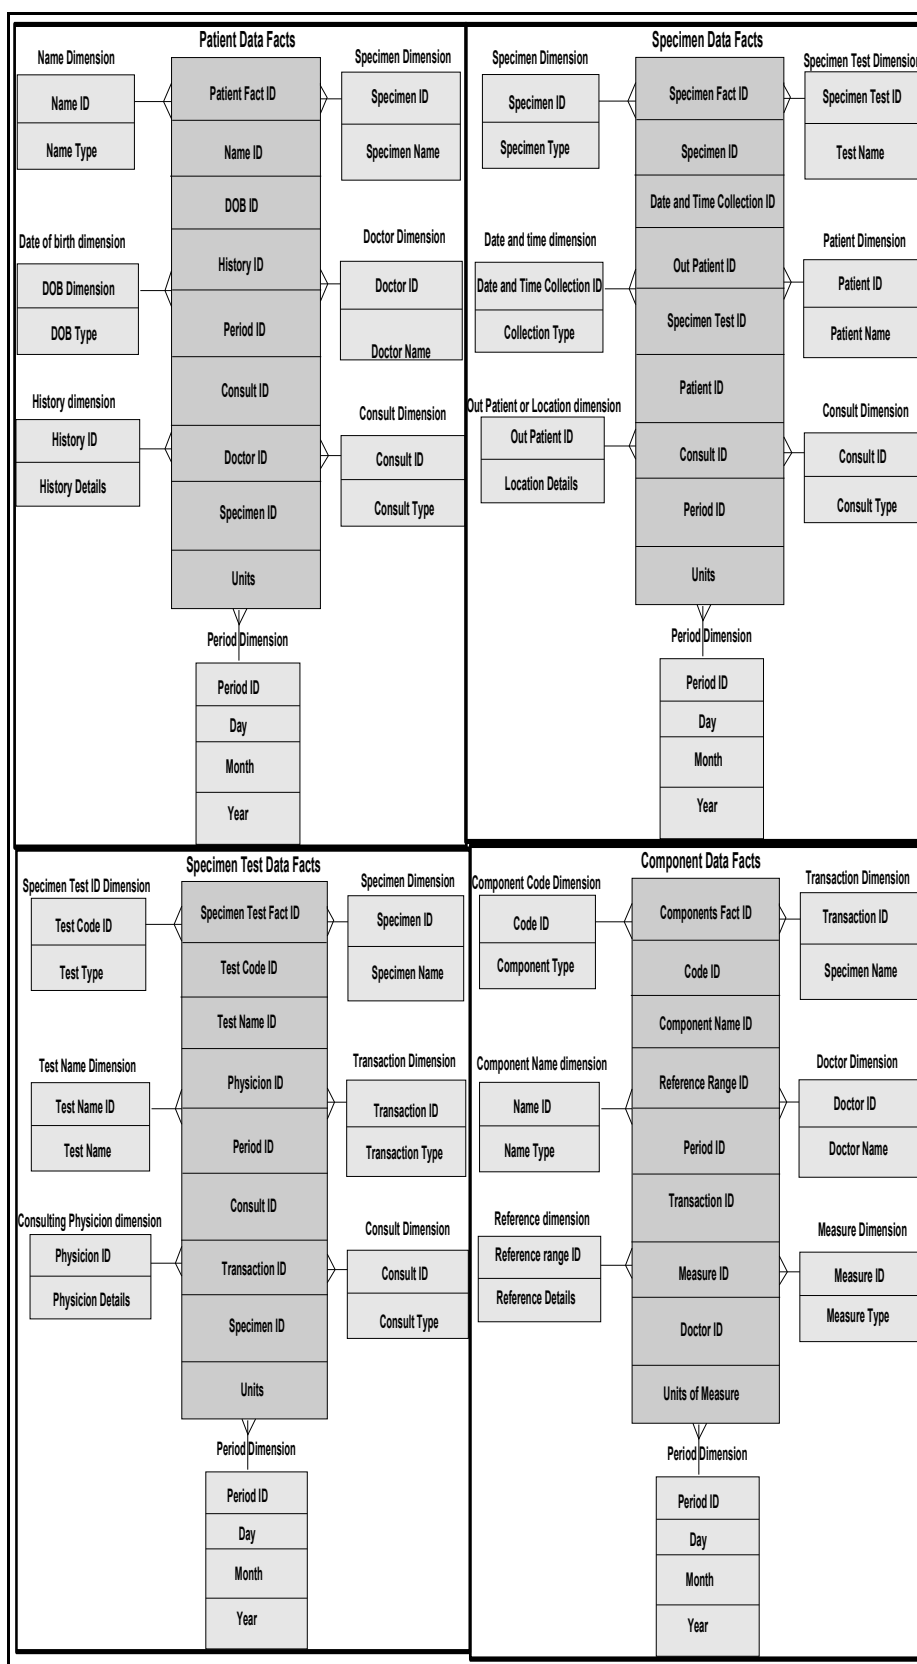 Patient Data Facts
Name Dimension
Name ID
Name Type
Date of birth dimension
DOB Dimension
DOB Type
History dimension
History ID
History Details
Patient Fact ID
Name ID
DOB ID
History ID
Period ID
Consult ID
Doctor ID
Specimen ID
Units
Specimen Dimension
Specimen ID
Specimen Name
Doctor Dimension
Doctor ID
Doctor Name
Consult Dimension
Consult ID
Consult Type
Period Dimension
Period ID
Day
Month
Year
Specimen Data Facts
Specimen Dimension
Specimen ID
Specimen Type
Date and time dimension
Date and Time Collection ID
Collection Type
Out Patient or Location dimension
Out Patient ID
Location Details
Specimen Fact ID
Specimen ID
Date and Time Collection ID
Out Patient ID
Specimen Test ID
Patient ID
Consult ID
Period ID
Units
Specimen Test Dimension
Specimen Test ID
Test Name
Patient Dimension
Patient ID
Patient Name
Consult Dimension
Consult ID
Consult Type
Period Dimension
Period ID
Day
Month
Year
Specimen Test Data Facts
Specimen Test ID Dimension
Test Code ID
Test Type
Test Name Dimension
Test Name ID
Test Name
Consulting Physicion dimension
Physicion ID
Physicion Details
Specimen Test Fact ID
Test Code ID
Test Name ID
Physicion ID
Period ID
Consult ID
Transaction ID
Specimen ID
Units
Specimen Dimension
Specimen ID
Specimen Name
Transaction Dimension
Transaction ID
Transaction Type
Consult Dimension
Consult ID
Consult Type
Period Dimension
Period ID
Day
Month
Year
Component Data Facts
Component Code Dimension
Code ID
Component Type
Component Name dimension
Name ID
Name Type
Reference dimension
Reference range ID
Reference Details
Components Fact ID
Code ID
Component Name ID
Reference Range ID
Period ID
Transaction ID
Measure ID
Doctor ID
Units of Measure
Transaction Dimension
Transaction ID
Specimen Name
Doctor Dimension
Doctor ID
Doctor Name
Measure Dimension
Measure ID
Measure Type
Period Dimension
Period ID
Day
Month
Year